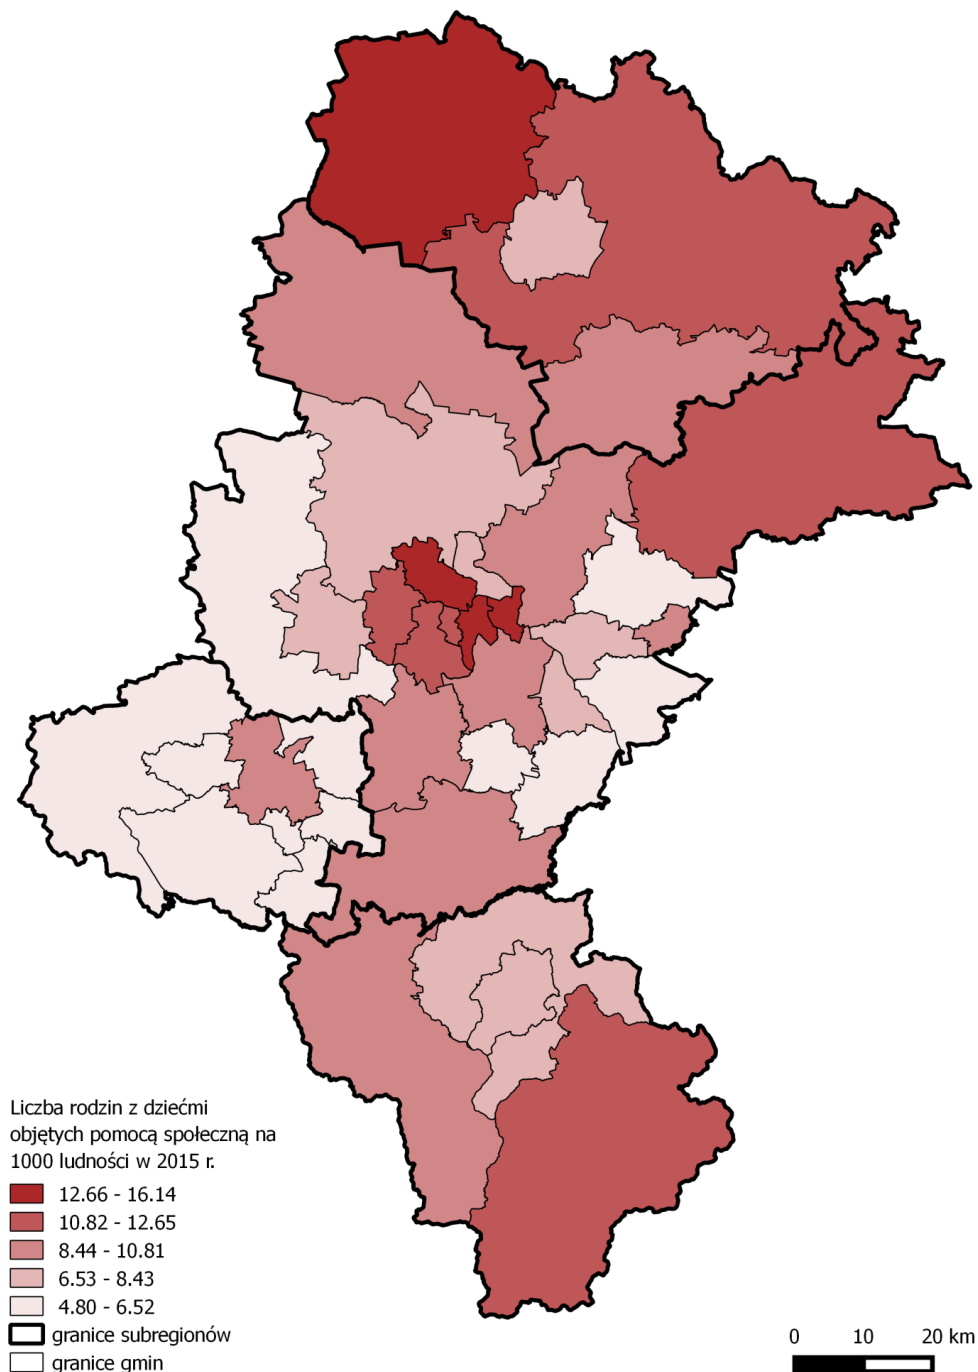 Liczba rodzin z dziećmi
objętych pomocą społeczną na
1000 ludności w 2015 r.
12.66 - 16.14
10.82 - 12.65
8.44 - 10.81
6.53 - 8.43
4.80 - 6.52
granice subregionów
granice gmin
0 10 20 km